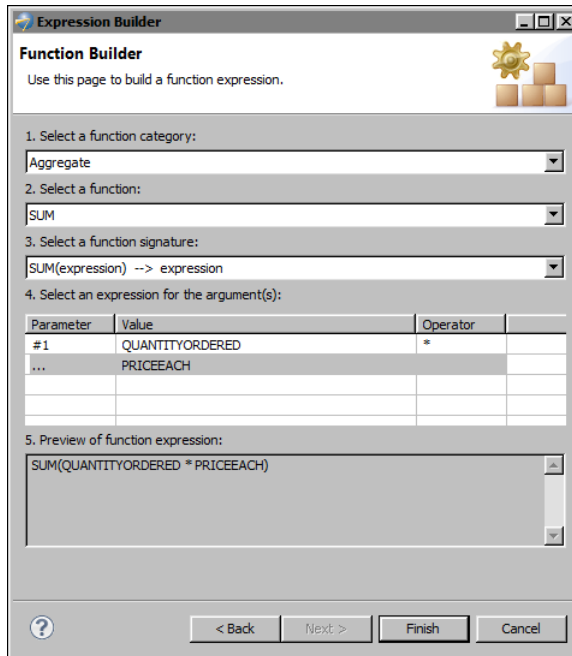 Expression Builder
Function Builder
Use this page to build a function expression.
1. Select a function category:
Aggregate
2. Select a function:
SUM
3. Select a function signature:
SUM(expression) --> expression
4. Select an expression for the argument(s):
Parameter Value Operator
#1 QUANTITYORDERED *
... PRICEEACH
5. Preview of function expression:
SUM(QUANTITYORDERED * PRICEEACH)
? < Back Next > Finish Cancel